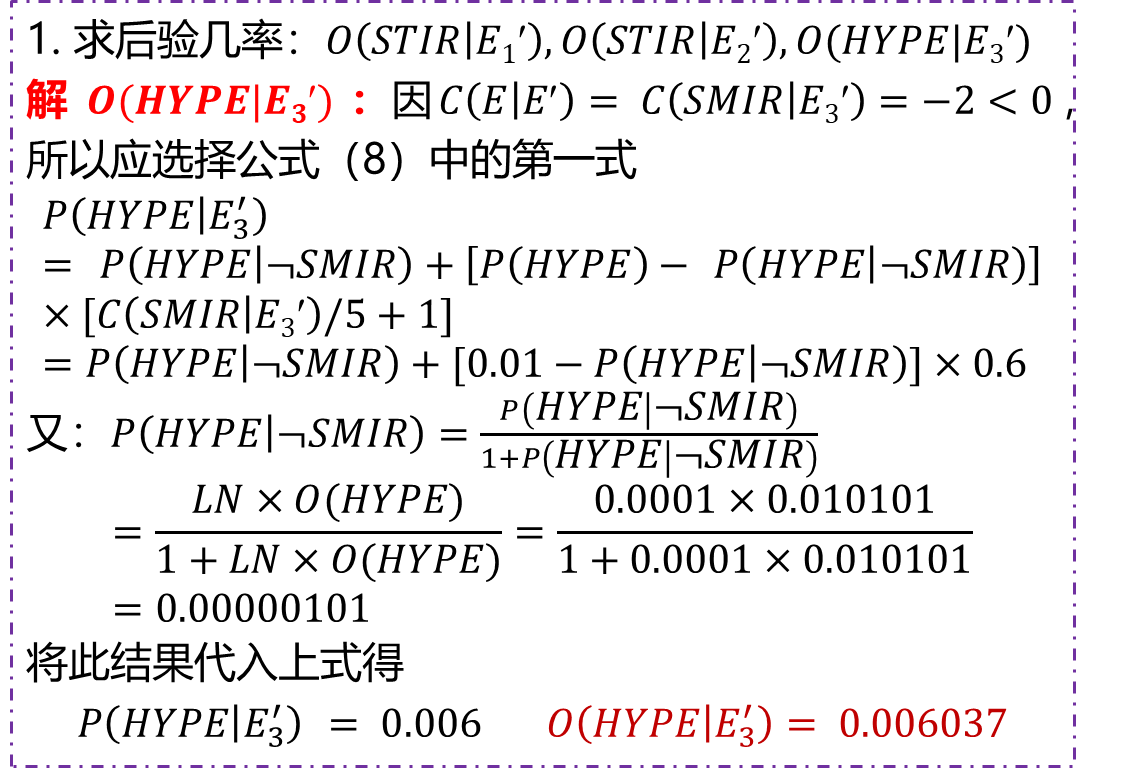 1. 求后验几率：O(STIR|E₁′), O(STIR|E₂′), O(HYPE|E₃′)
解 O(HYPE|E₃′)：因C(E|E′) = C(SMIR|E₃′) = −2 < 0，
所以应选择公式（8）中的第一式
P(HYPE|E₃′)
= P(HYPE|¬SMIR) + [P(HYPE) − P(HYPE|¬SMIR)]
× [C(SMIR|E₃′)/5 + 1]
= P(HYPE|¬SMIR) + [0.01 − P(HYPE|¬SMIR)] × 0.6
又：P(HYPE|¬SMIR) = P(HYPE|¬SMIR) / 1+P(HYPE|¬SMIR)
= LN × O(HYPE) / 1 + LN × O(HYPE) = 0.0001 × 0.010101 / 1 + 0.0001 × 0.010101
= 0.00000101
将此结果代入上式得
P(HYPE|E₃′) = 0.006 O(HYPE|E₃′) = 0.006037